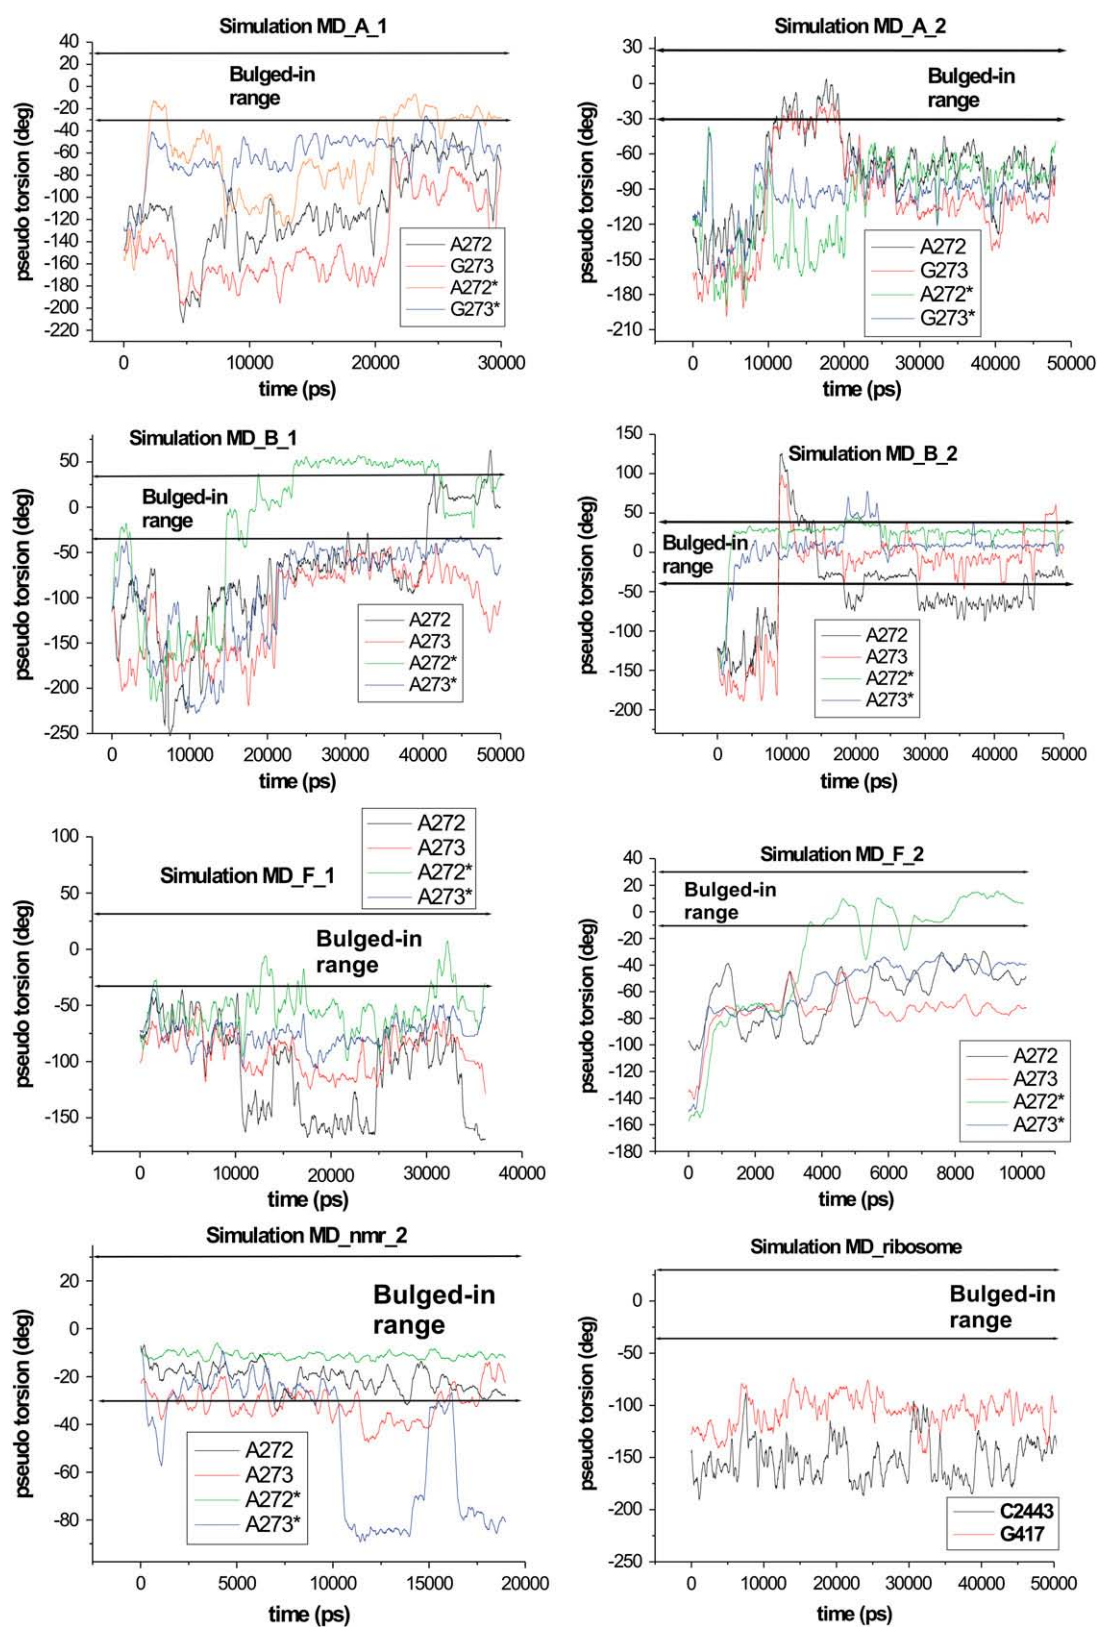 Simulation MD_A_1
40
20
0
-20
-40
-60
-80
-100
-120
-140
-160
-180
-200
-220
pseudo torsion (deg)
Bulged-in
range
A272
G273
A272*
G273*
0
10000
20000
30000
time (ps)
Simulation MD_A_2
30
0
-30
-60
-90
-120
-150
-180
-210
pseudo torsion (deg)
Bulged-in
range
A272
G273
A272*
G273*
0
10000
20000
30000
40000
50000
time (ps)
Simulation MD_B_1
50
0
-50
-100
-150
-200
-250
pseudo torsion (deg)
Bulged-in
range
A272
A273
A272*
A273*
0
10000
20000
30000
40000
50000
time (ps)
Simulation MD_B_2
150
100
50
0
-50
-100
-150
-200
pseudo torsion (deg)
Bulged-in
range
A272
A273
A272*
A273*
0
10000
20000
30000
40000
50000
time (ps)
A272
A273
A272*
A273*
Simulation MD_F_1
100
50
0
-50
-100
-150
pseudo torsion (deg)
Bulged-in
range
0
10000
20000
30000
40000
time (ps)
Simulation MD_F_2
40
20
0
-20
-40
-60
-80
-100
-120
-140
-160
-180
pseudo torsion (deg)
Bulged-in
range
A272
A273
A272*
A273*
0
2000
4000
6000
8000
10000
time (ps)
Simulation MD_nmr_2
20
0
-20
-40
-60
-80
pseudo torsion (deg)
Bulged-in
range
A272
A273
A272*
A273*
0
5000
10000
15000
20000
time (ps)
Simulation MD_ribosome
0
-50
-100
-150
-200
-250
pseudo torsion (deg)
Bulged-in
range
C2443
G417
0
10000
20000
30000
40000
50000
time (ps)